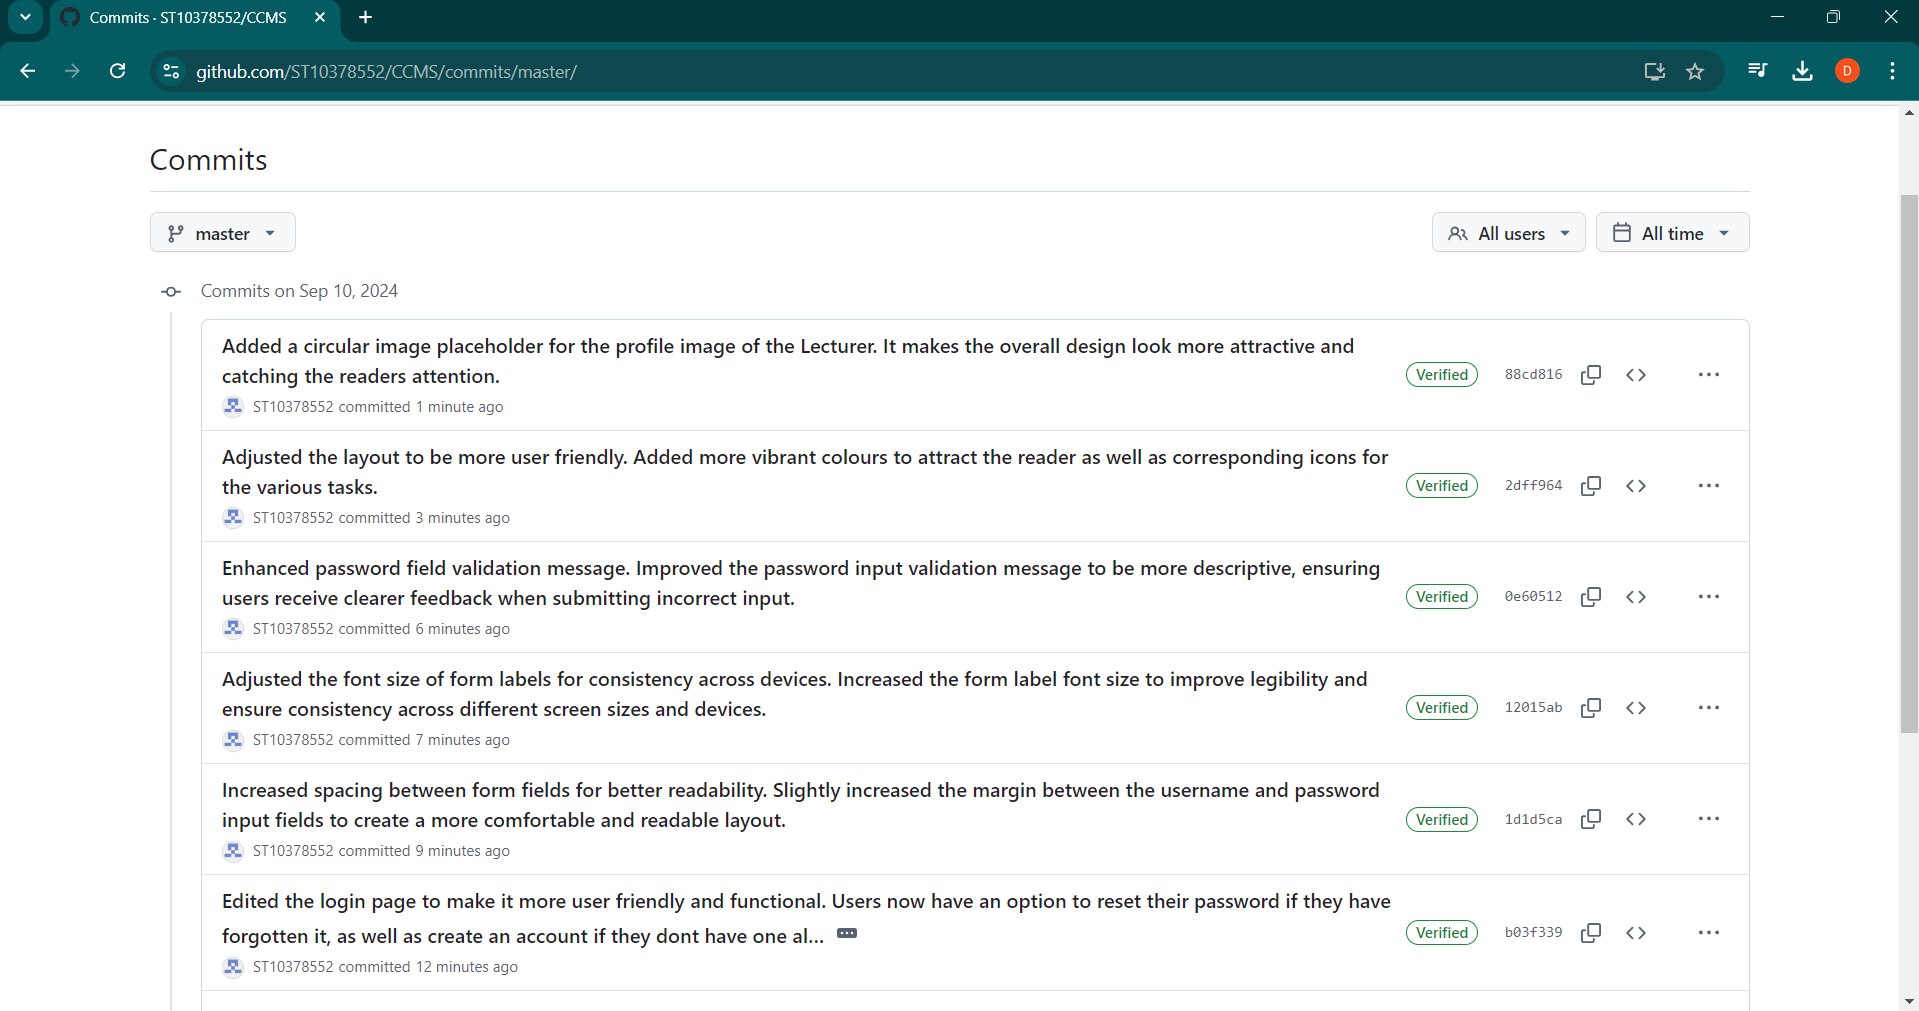 Commits · ST10378552/CCMS
github.com/ST10378552/CCMS/commits/master/
D
Commits
master
All users
All time
Commits on Sep 10, 2024
Added a circular image placeholder for the profile image of the Lecturer. It makes the overall design look more attractive and
catching the readers attention.
Verified
88cd816
ST10378552 committed 1 minute ago
Adjusted the layout to be more user friendly. Added more vibrant colours to attract the reader as well as corresponding icons for
the various tasks.
Verified
2dff964
ST10378552 committed 3 minutes ago
Enhanced password field validation message. Improved the password input validation message to be more descriptive, ensuring
users receive clearer feedback when submitting incorrect input.
Verified
0e60512
ST10378552 committed 6 minutes ago
Adjusted the font size of form labels for consistency across devices. Increased the form label font size to improve legibility and
ensure consistency across different screen sizes and devices.
Verified
12015ab
ST10378552 committed 7 minutes ago
Increased spacing between form fields for better readability. Slightly increased the margin between the username and password
input fields to create a more comfortable and readable layout.
Verified
1d1d5ca
ST10378552 committed 9 minutes ago
Edited the login page to make it more user friendly and functional. Users now have an option to reset their password if they have
forgotten it, as well as create an account if they dont have one al...
Verified
b03f339
ST10378552 committed 12 minutes ago